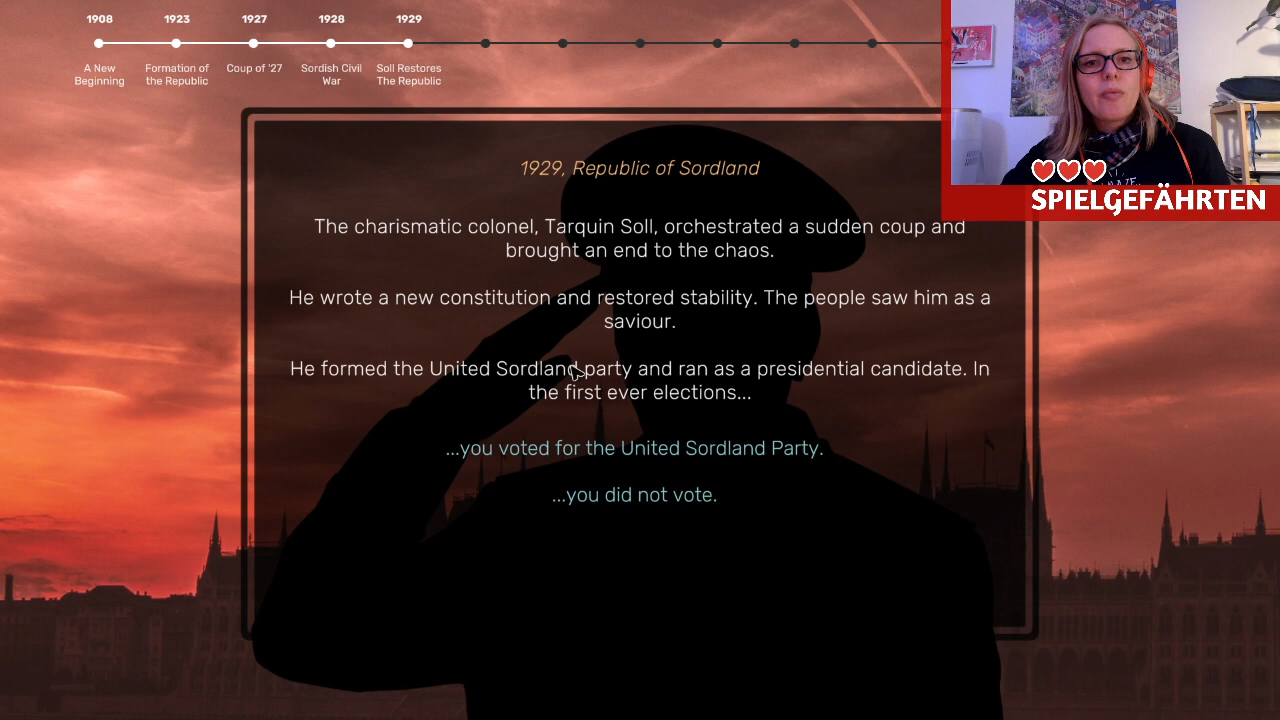 1908
1923
1927
1928
1929
A New
Beginning
Formation of
the Republic
Coup of '27
Sordish Civil
War
Soll Restores
The Republic
SPIELGEFÄHRTEN
1929, Republic of Sordland
The charismatic colonel, Tarquin Soll, orchestrated a sudden coup and
brought an end to the chaos.
He wrote a new constitution and restored stability. The people saw him as a
saviour.
He formed the United Sordland party and ran as a presidential candidate. In
the first ever elections...
...you voted for the United Sordland Party.
...you did not vote.